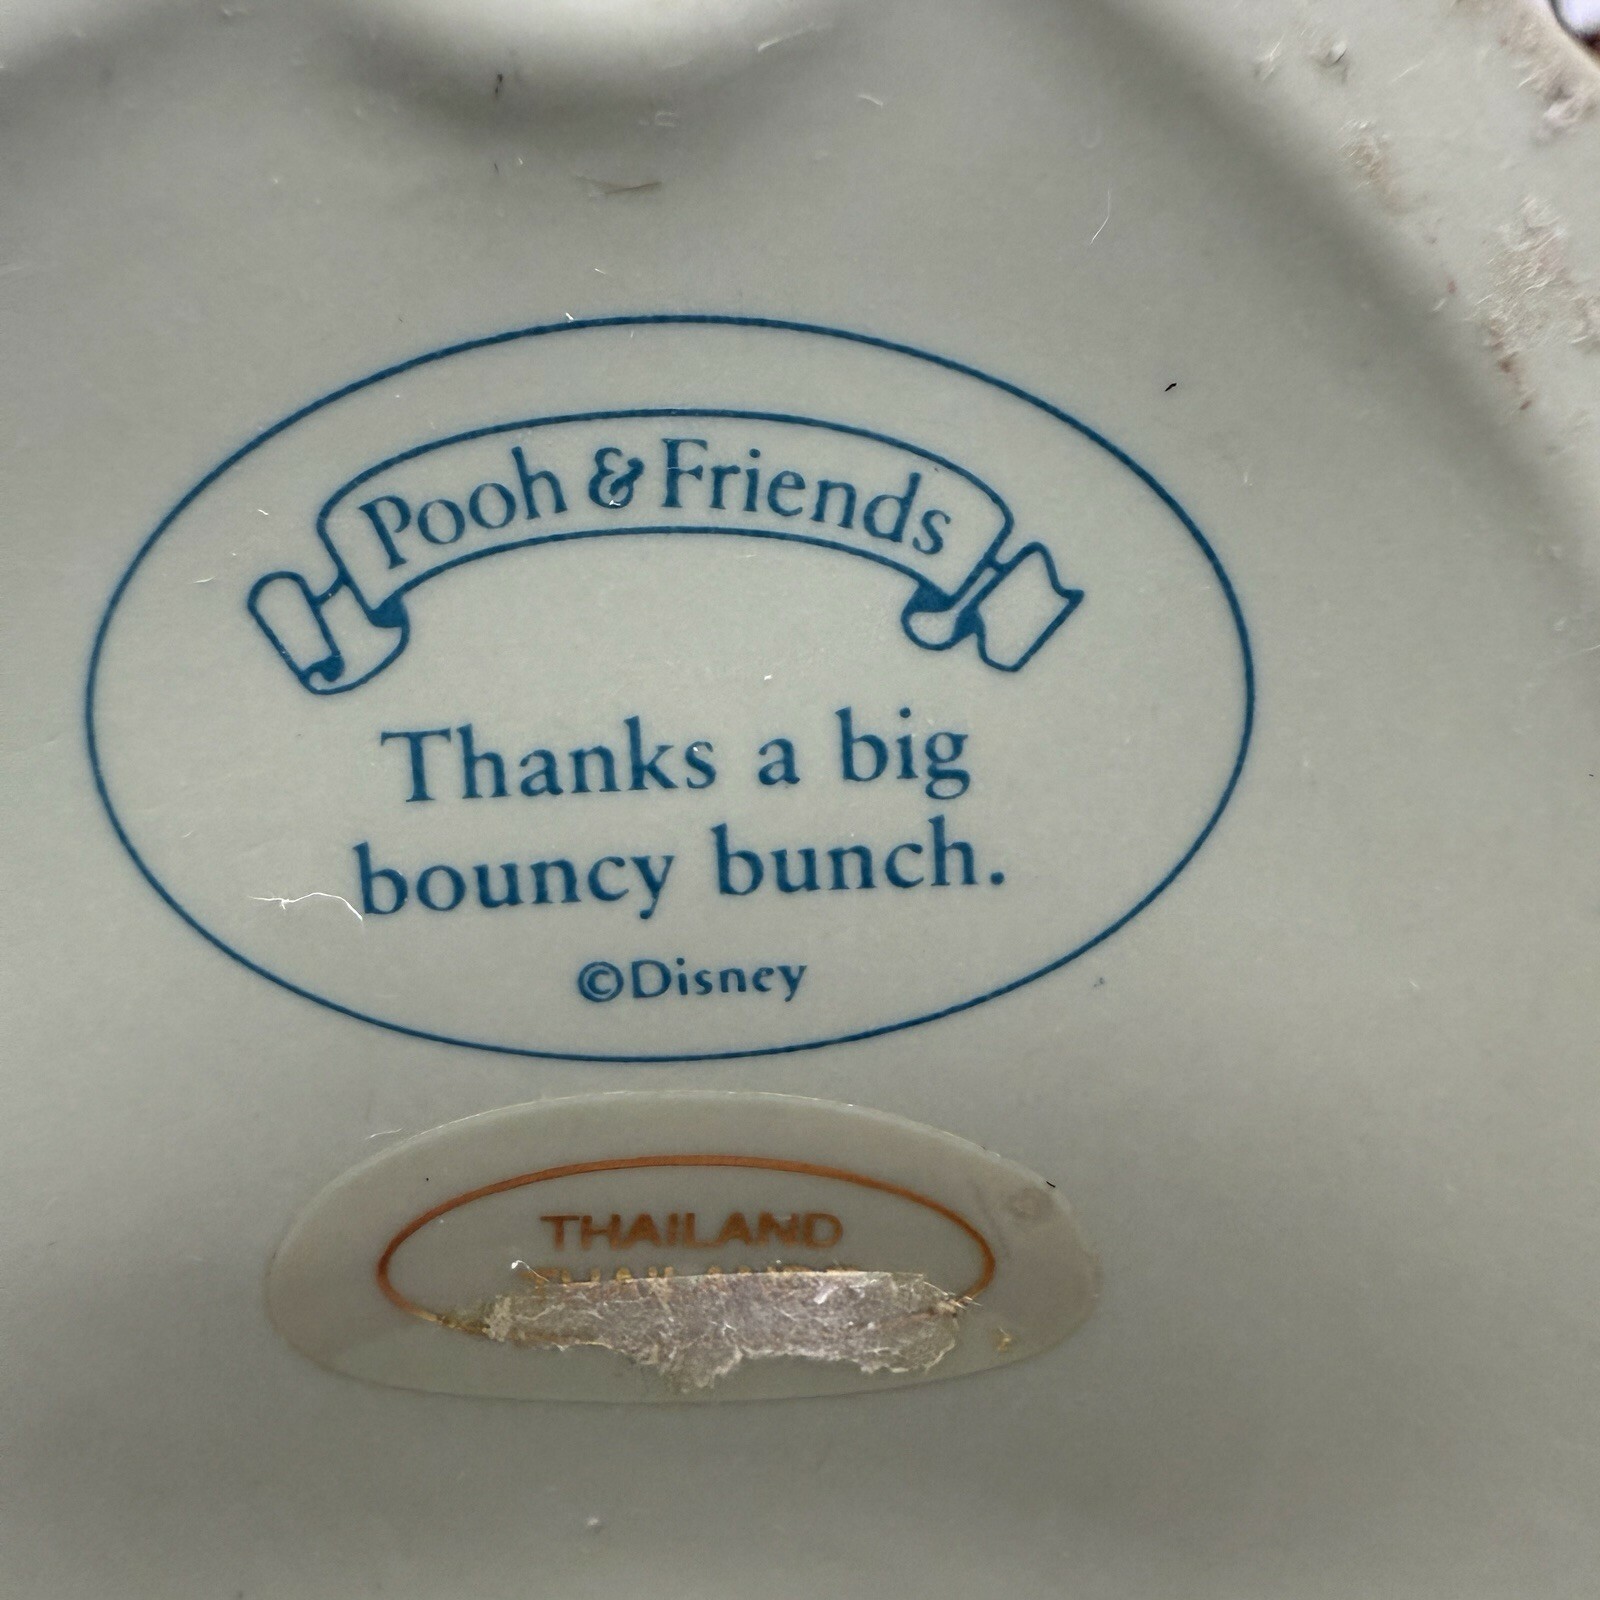 Pooh & Friends
Thanks a big
bouncy bunch.
©Disney
THAILAND